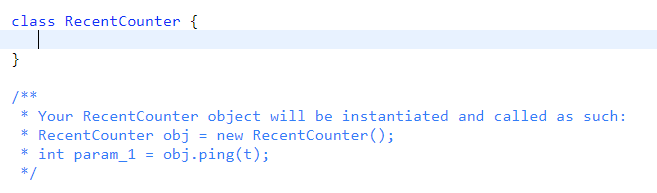 class RecentCounter {
}
/**
 * Your RecentCounter object will be instantiated and called as such:
 * RecentCounter obj = new RecentCounter();
 * int param_1 = obj.ping(t);
 */